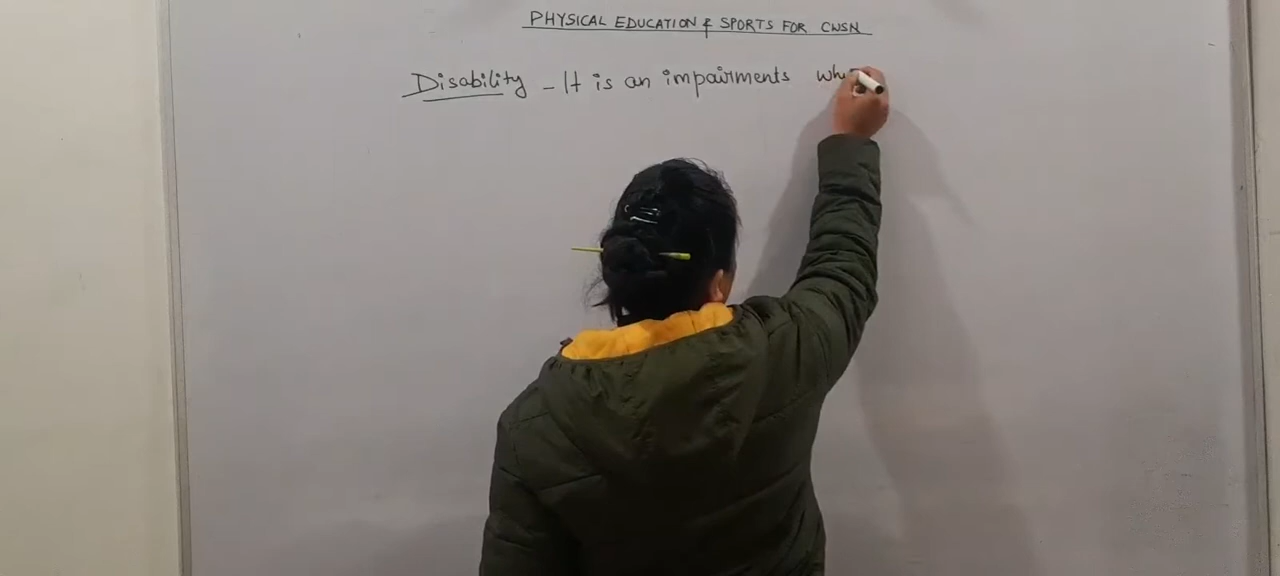 PHYSICAL EDUCATION & SPORTS FOR CWSN
Disability - It is an impairments